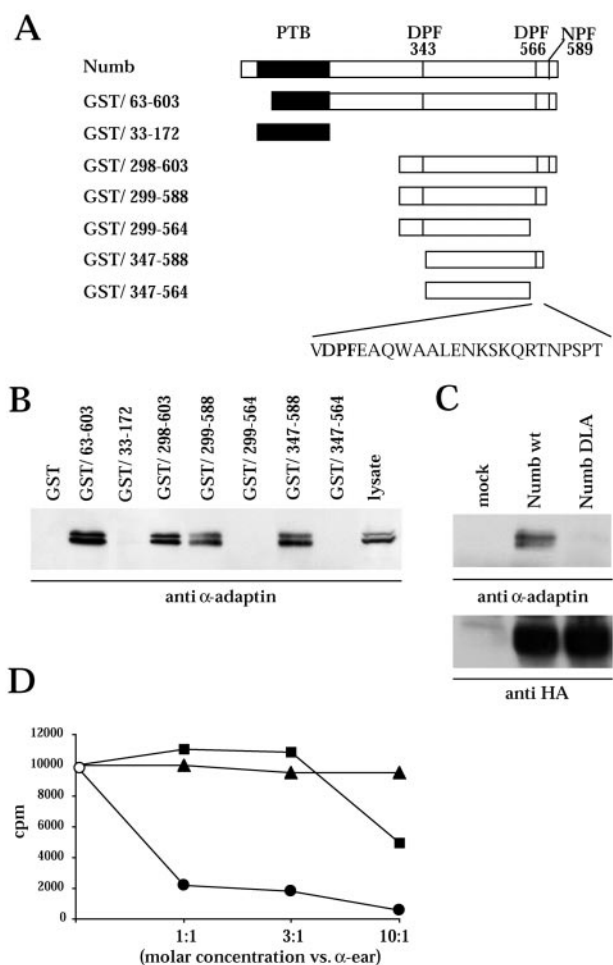 A
PTB
DPF
343
DPF
566
NPF
589
Numb
GST/ 63-603
GST/ 33-172
GST/ 298-603
GST/ 299-588
GST/ 299-564
GST/ 347-588
GST/ 347-564
VDPFEAQWAALENKSKQRTNPSPT
B
GST
GST/ 63-603
GST/ 33-172
GST/ 298-603
GST/ 299-588
GST/ 299-564
GST/ 347-588
GST/ 347-564
lysate
anti α-adaptin
C
mock
Numb wt
Numb DLA
anti α-adaptin
anti HA
D
12000
10000
8000
6000
4000
2000
0
cpm
1:1
3:1
10:1
(molar concentration vs. α-ear)